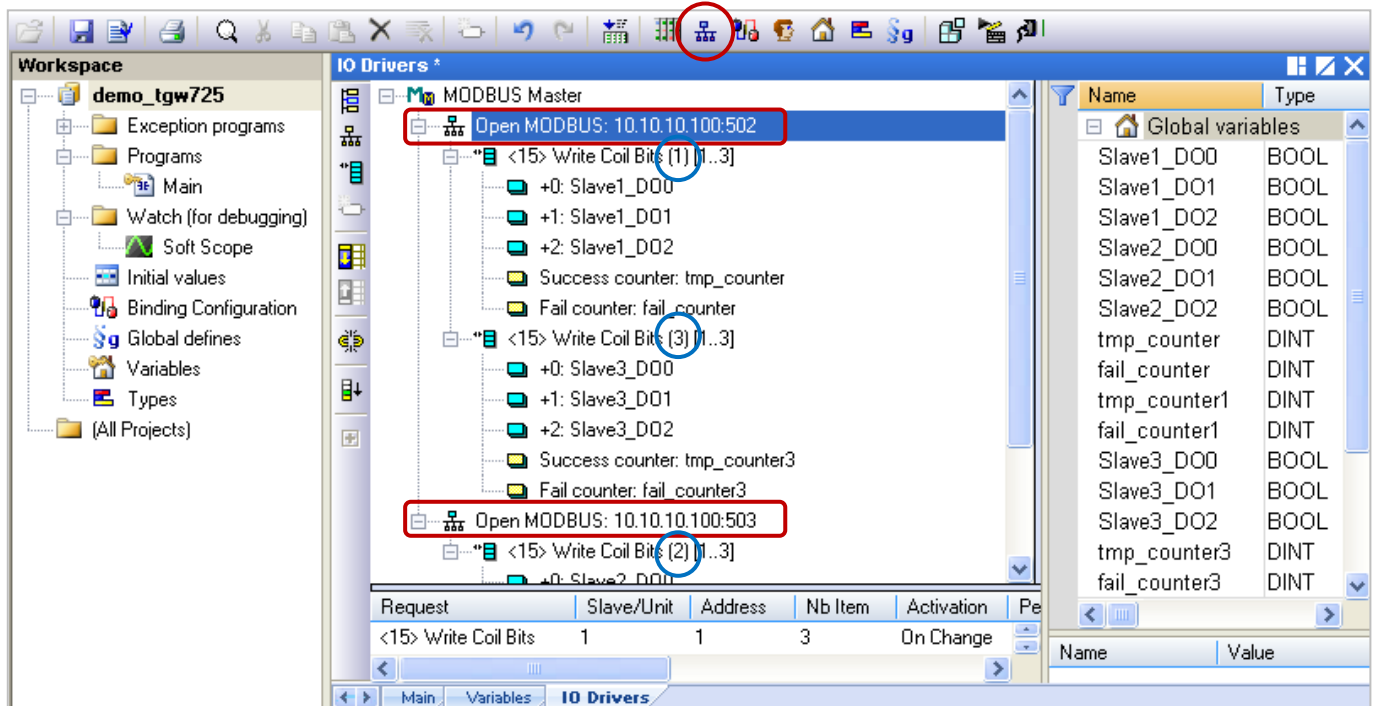 Workspace
demo_tgw725
Exception programs
Programs
Main
Watch (for debugging)
Soft Scope
Initial values
Binding Configuration
Global defines
Variables
Types
(All Projects)
IO Drivers *
MODBUS Master
Open MODBUS: 10.10.10.100:502
<15> Write Coil Bits (1) [1..3]
+0: Slave1_DO0
+1: Slave1_DO1
+2: Slave1_DO2
Success counter: tmp_counter
Fail counter: fail_counter
<15> Write Coil Bits (3) [1..3]
+0: Slave3_DO0
+1: Slave3_DO1
+2: Slave3_DO2
Success counter: tmp_counter3
Fail counter: fail_counter3
Open MODBUS: 10.10.10.100:503
<15> Write Coil Bits (2) [1..3]
+0: Slave2_DO0
Request Slave/Unit Address Nb Item Activation Pe
<15> Write Coil Bits 1 1 3 On Change
Main Variables IO Drivers
Name Type
Global variables
Slave1_DO0 BOOL
Slave1_DO1 BOOL
Slave1_DO2 BOOL
Slave2_DO0 BOOL
Slave2_DO1 BOOL
Slave2_DO2 BOOL
tmp_counter DINT
fail_counter DINT
tmp_counter1 DINT
fail_counter1 DINT
Slave3_DO0 BOOL
Slave3_DO1 BOOL
Slave3_DO2 BOOL
tmp_counter3 DINT
fail_counter3 DINT
Name Value